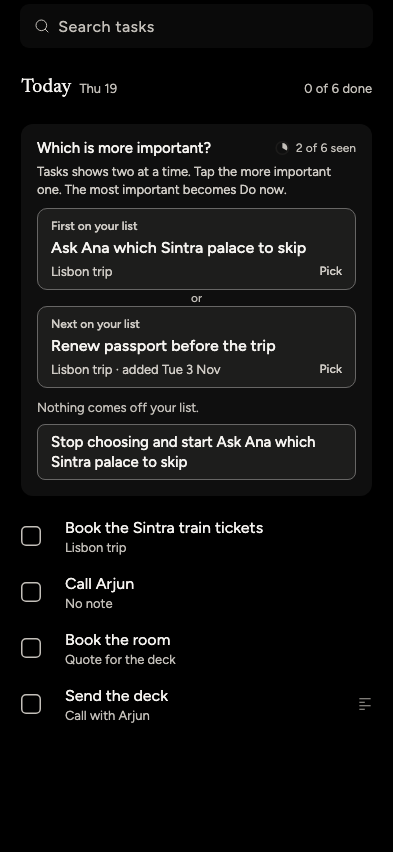 Search tasks
Today Thu 19 0 of 6 done
Which is more important? 2 of 6 seen
Tasks shows two at a time. Tap the more important
one. The most important becomes Do now.
First on your list
Ask Ana which Sintra palace to skip
Lisbon trip Pick
or
Next on your list
Renew passport before the trip
Lisbon trip · added Tue 3 Nov Pick
Nothing comes off your list.
Stop choosing and start Ask Ana which
Sintra palace to skip
Book the Sintra train tickets
Lisbon trip
Call Arjun
No note
Book the room
Quote for the deck
Send the deck
Call with Arjun